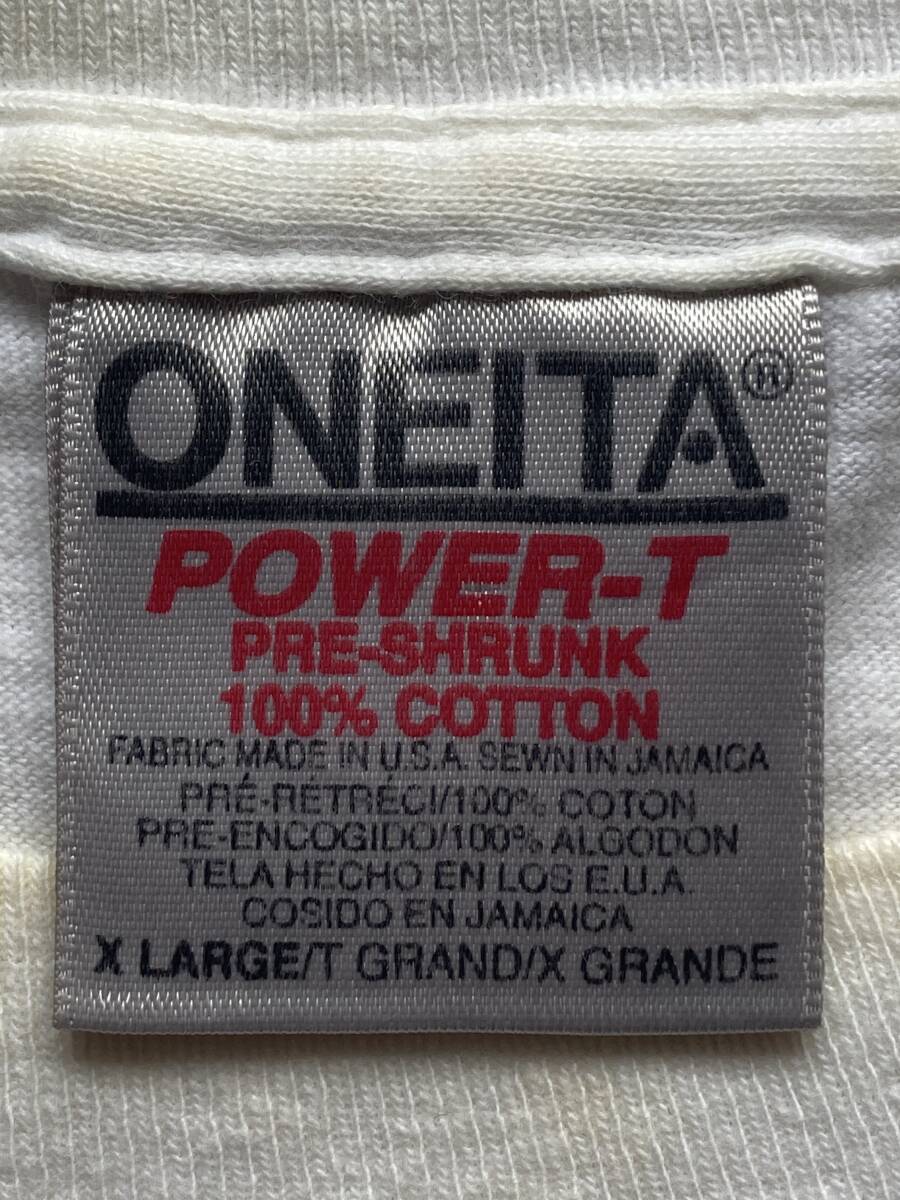 ONEITA®
POWER-T
PRE-SHRUNK
100% COTTON
FABRIC MADE IN U.S.A. SEWN IN JAMAICA
PRÉ-RÉTRÉCI/100% COTON
PRE-ENCOGIDO/100% ALGODON
TELA HECHO EN LOS E.U.A.
COSIDO EN JAMAICA
X LARGE/T GRAND/X GRANDE